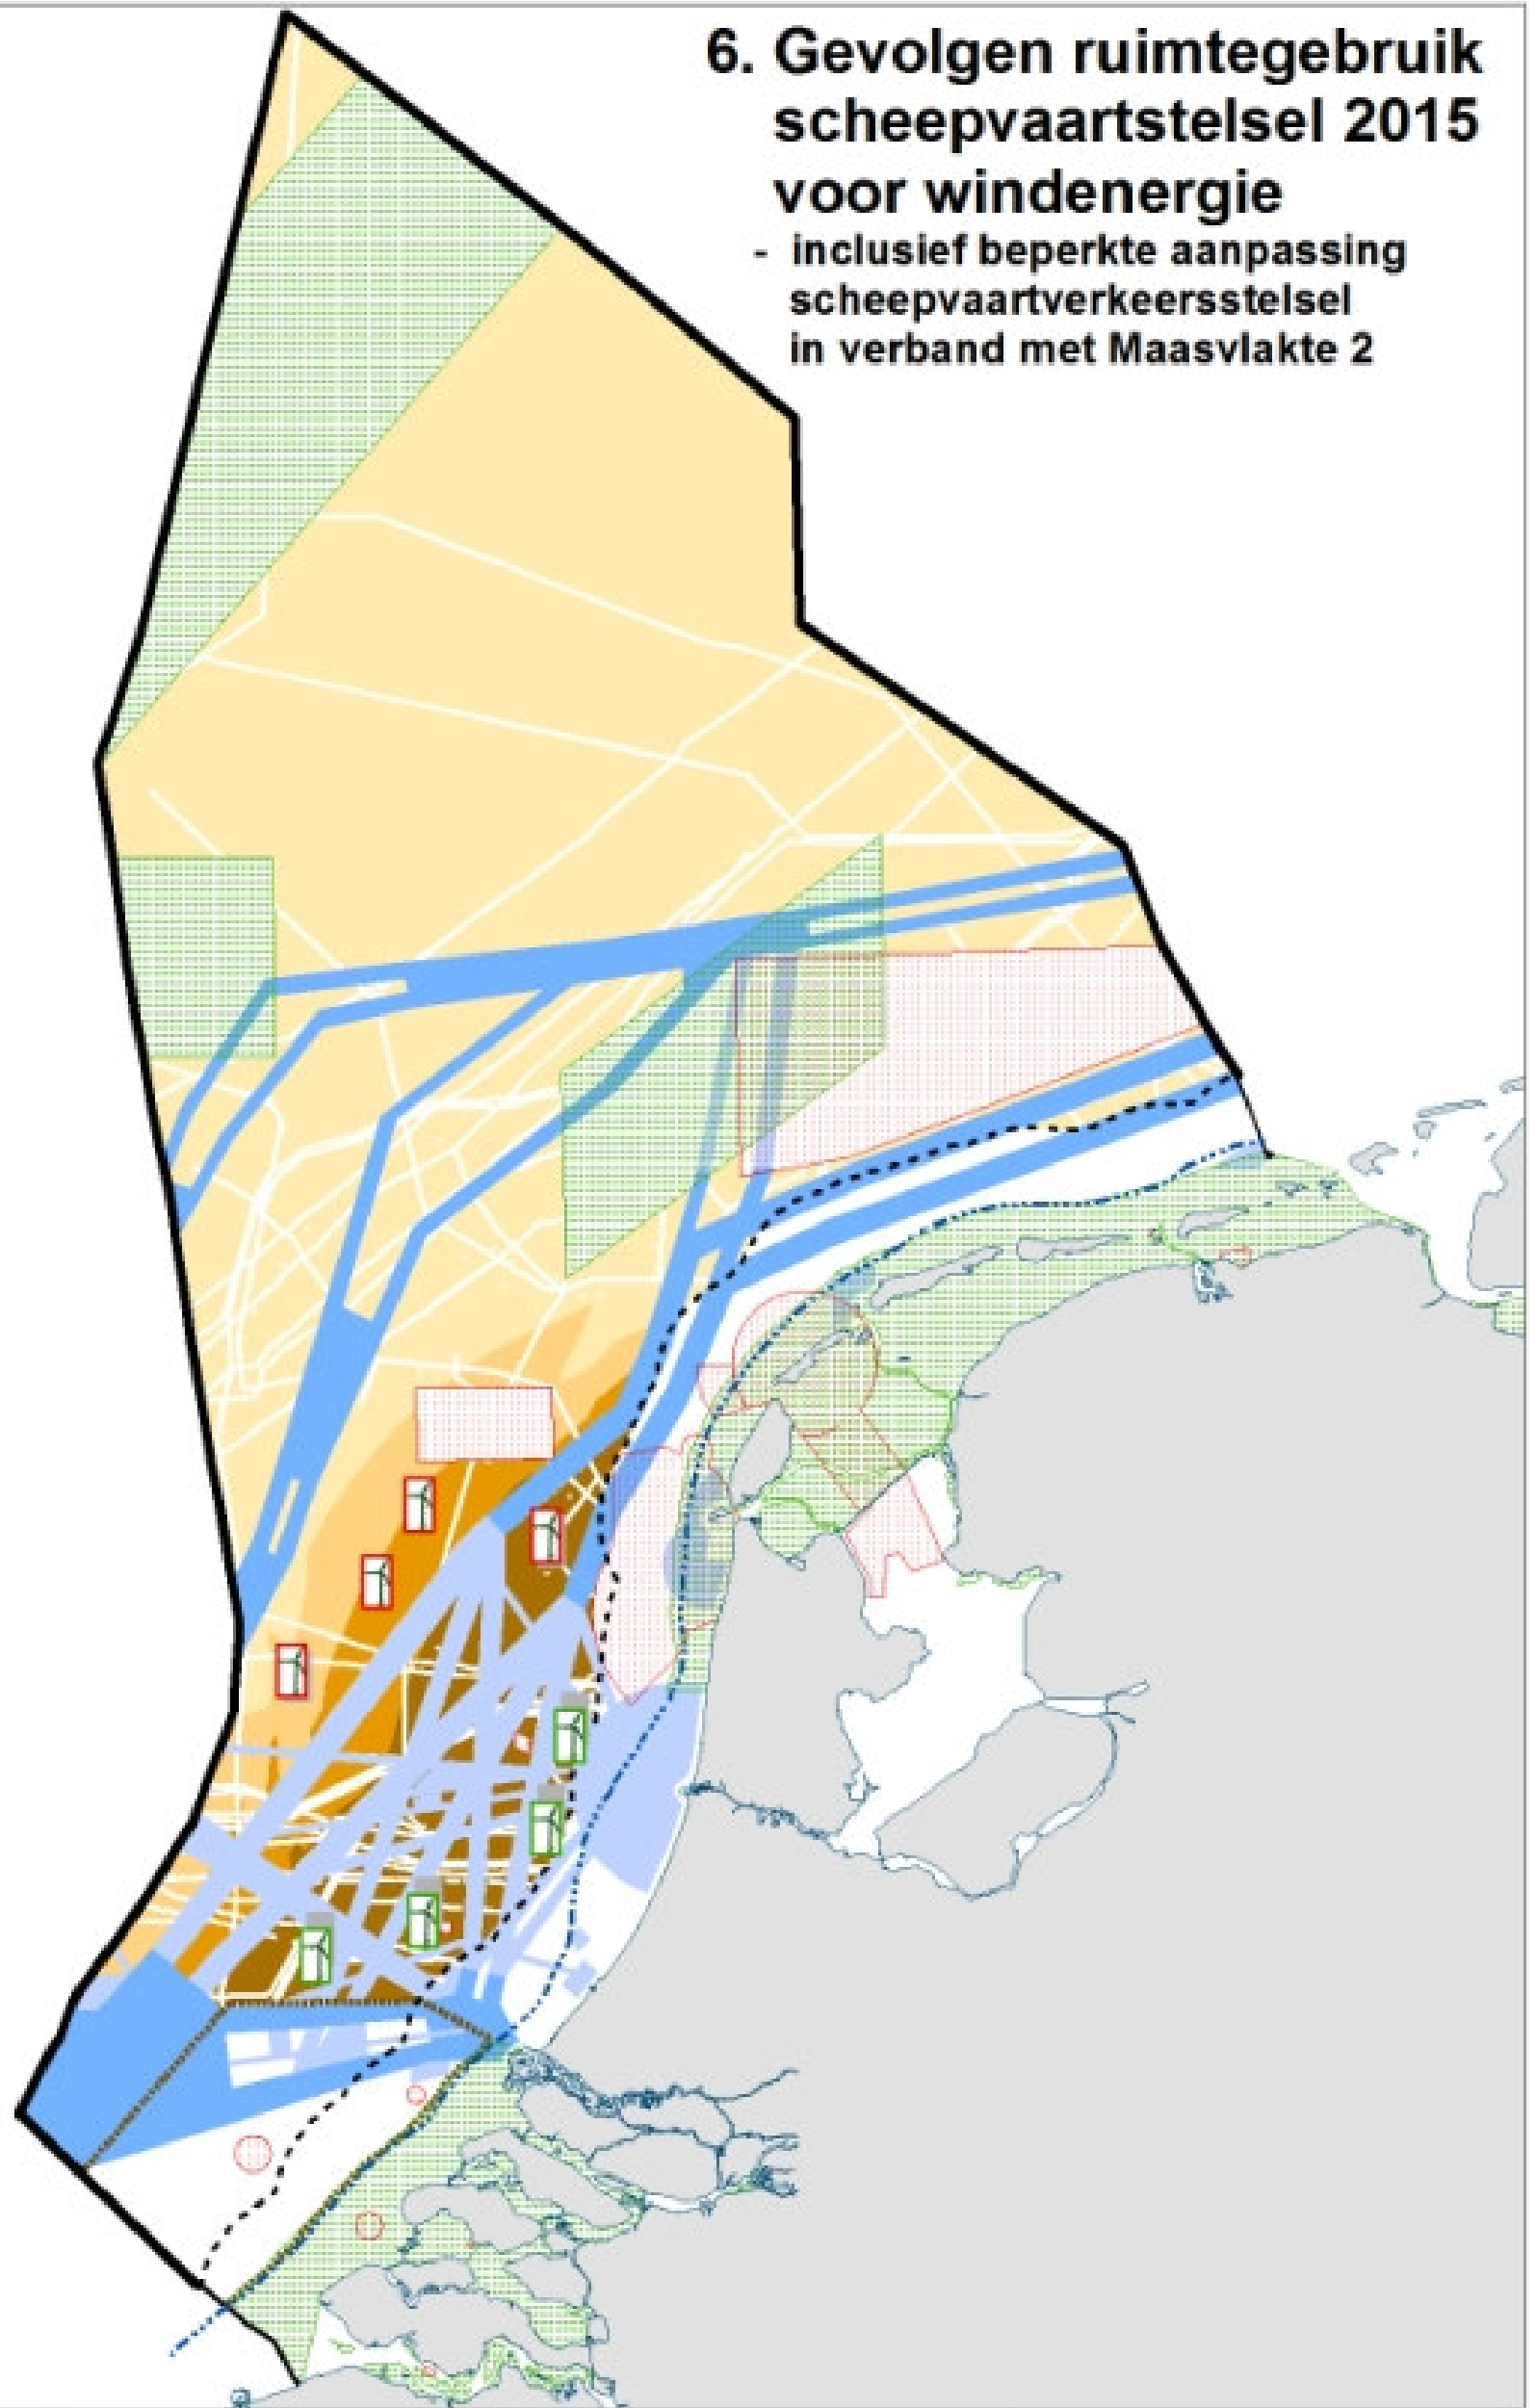 6. Gevolgen ruimtegebruik
scheepvaartstelsel 2015
voor windenergie
- inclusief beperkte aanpassing
scheepvaartverkeersstelsel
in verband met Maasvlakte 2